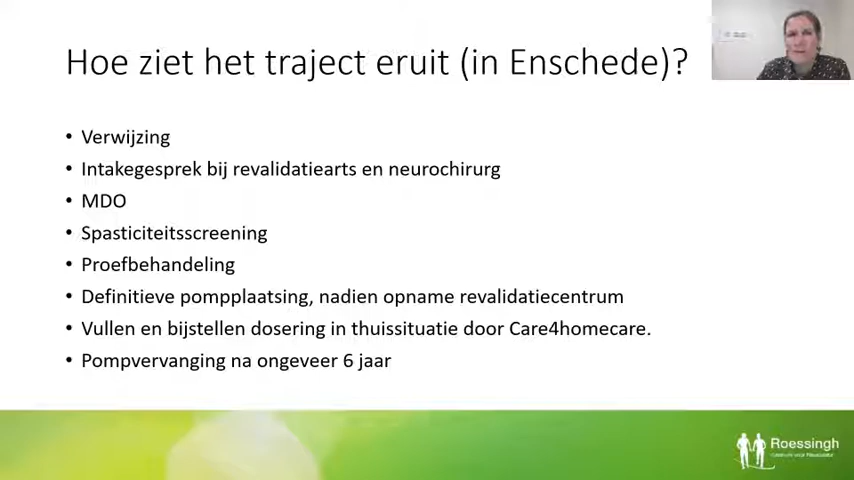 Hoe ziet het traject eruit (in Enschede)?
• Verwijzing
• Intakegesprek bij revalidatiearts en neurochirurg
• MDO
• Spasticiteitsscreening
• Proefbehandeling
• Definitieve pompplaatsing, nadien opname revalidatiecentrum
• Vullen en bijstellen dosering in thuissituatie door Care4homecare.
• Pompvervanging na ongeveer 6 jaar
Roessingh